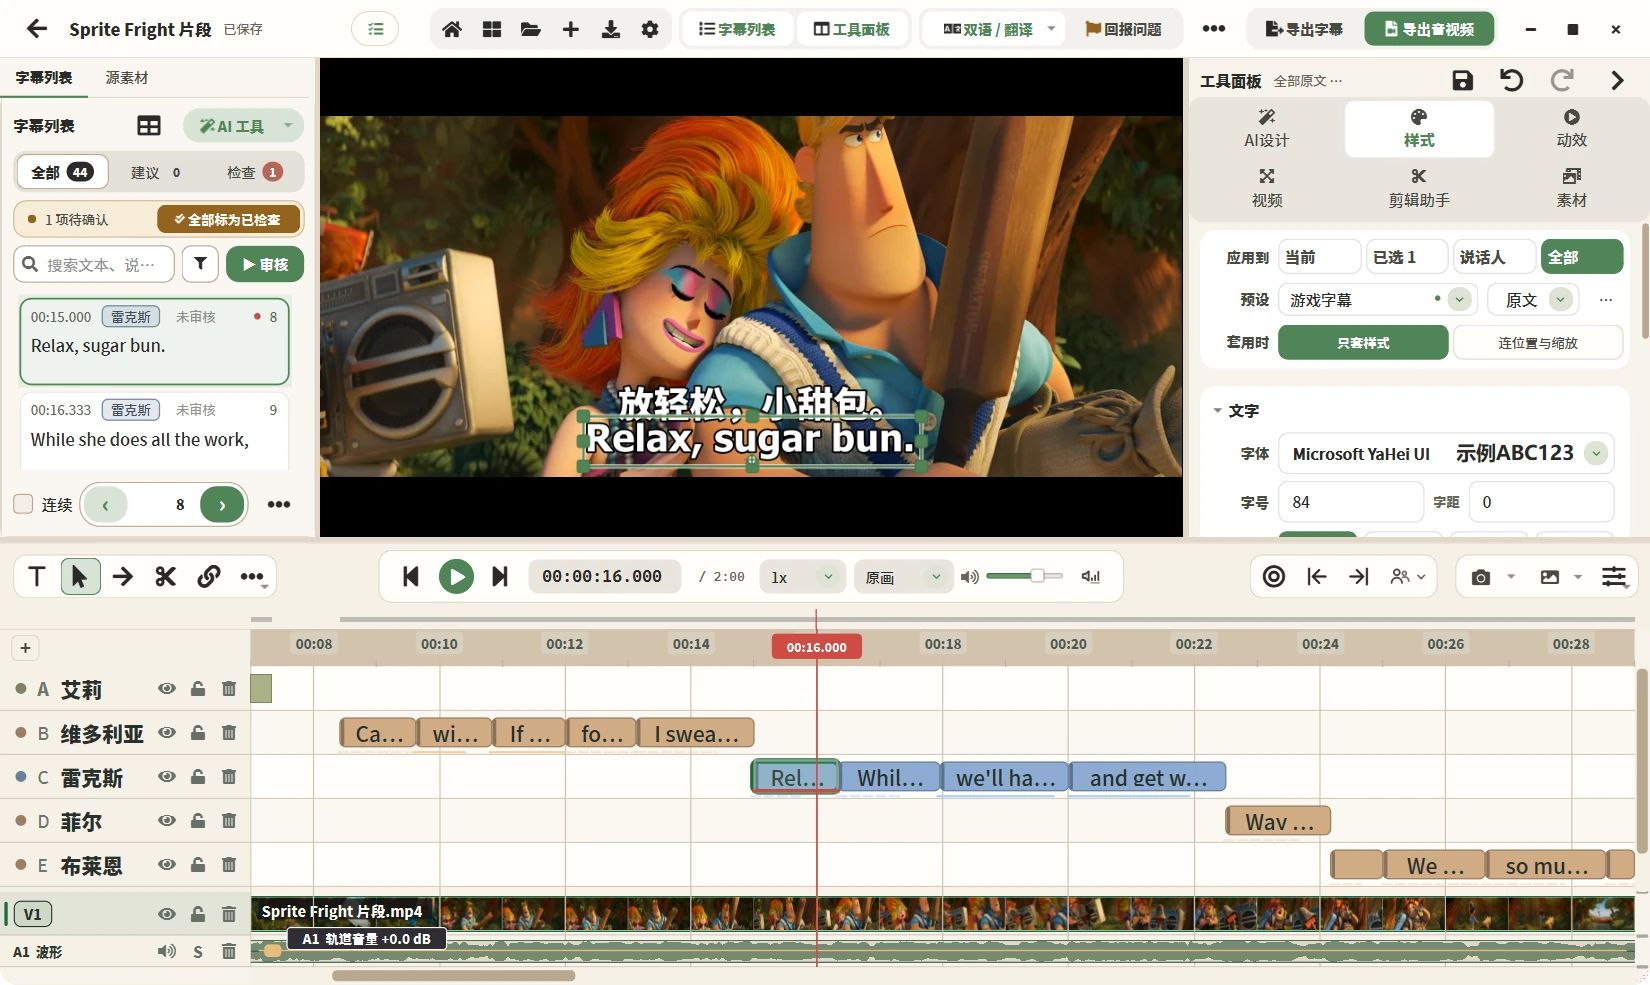 Sprite Fright 片段 已保存
字幕列表 工具面板 双语 / 翻译 回报问题 导出字幕 导出音视频
字幕列表 源素材
字幕列表 AI 工具
全部 44 建议 0 检查 1
1 项待确认 全部标为已检查
搜索文本、说… 审核
00:15.000 雷克斯 未审核 8
Relax, sugar bun.
00:16.333 雷克斯 未审核 9
While she does all the work,
连续 8
放轻松，小甜包。
Relax, sugar bun.
工具面板 全部原文 …
AI设计 样式 动效
视频 剪辑助手 素材
应用到 当前 已选 1 说话人 全部
预设 游戏字幕 原文 …
套用时 只套样式 连位置与缩放
文字
字体 Microsoft YaHei UI 示例ABC123
字号 84 字距 0
T 00:00:16.000 / 2:00 1x 原画
00:08 00:10 00:12 00:14 00:16.000 00:18 00:20 00:22 00:24 00:26 00:28
A 艾莉
B 维多利亚 Ca… wi… If … fo… I swea…
C 雷克斯 Rel… Whil… we'll ha… and get w…
D 菲尔 Wav …
E 布莱恩 We … so mu…
V1 Sprite Fright 片段.mp4
A1 轨道音量 +0.0 dB
A1 波形 S